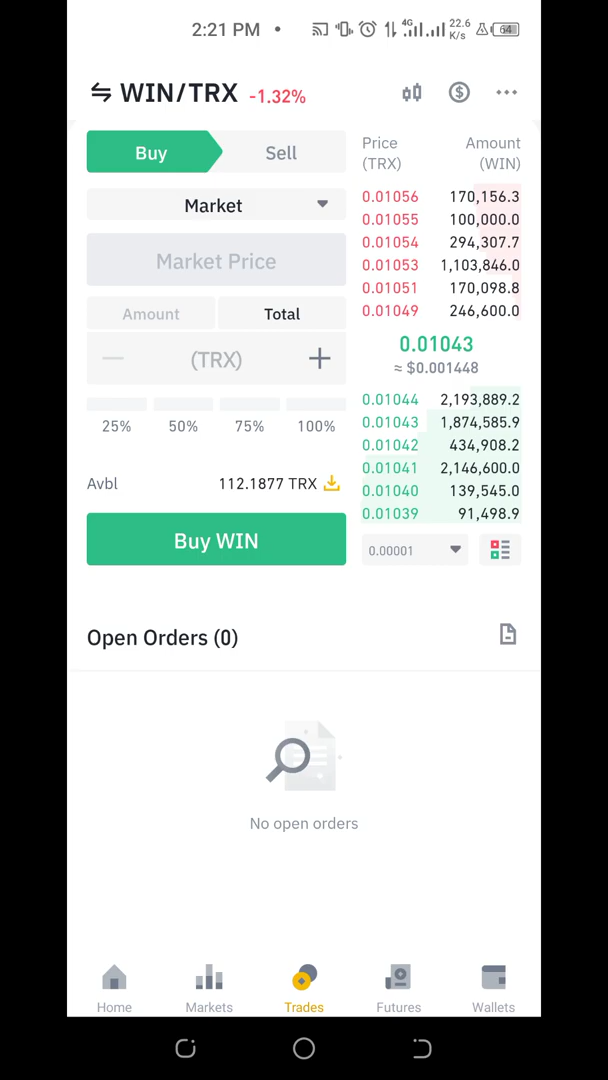 2:21 PM • 4G 22.6 K/s 64
WIN/TRX -1.32%
Buy Sell
Market
Market Price
Amount Total
(TRX)
25% 50% 75% 100%
Avbl 112.1877 TRX
Buy WIN
Price (TRX) Amount (WIN)
0.01056 170,156.3
0.01055 100,000.0
0.01054 294,307.7
0.01053 1,103,846.0
0.01051 170,098.8
0.01049 246,600.0
0.01043
≈ $0.001448
0.01044 2,193,889.2
0.01043 1,874,585.9
0.01042 434,908.2
0.01041 2,146,600.0
0.01040 139,545.0
0.01039 91,498.9
0.00001
Open Orders (0)
No open orders
Home Markets Trades Futures Wallets